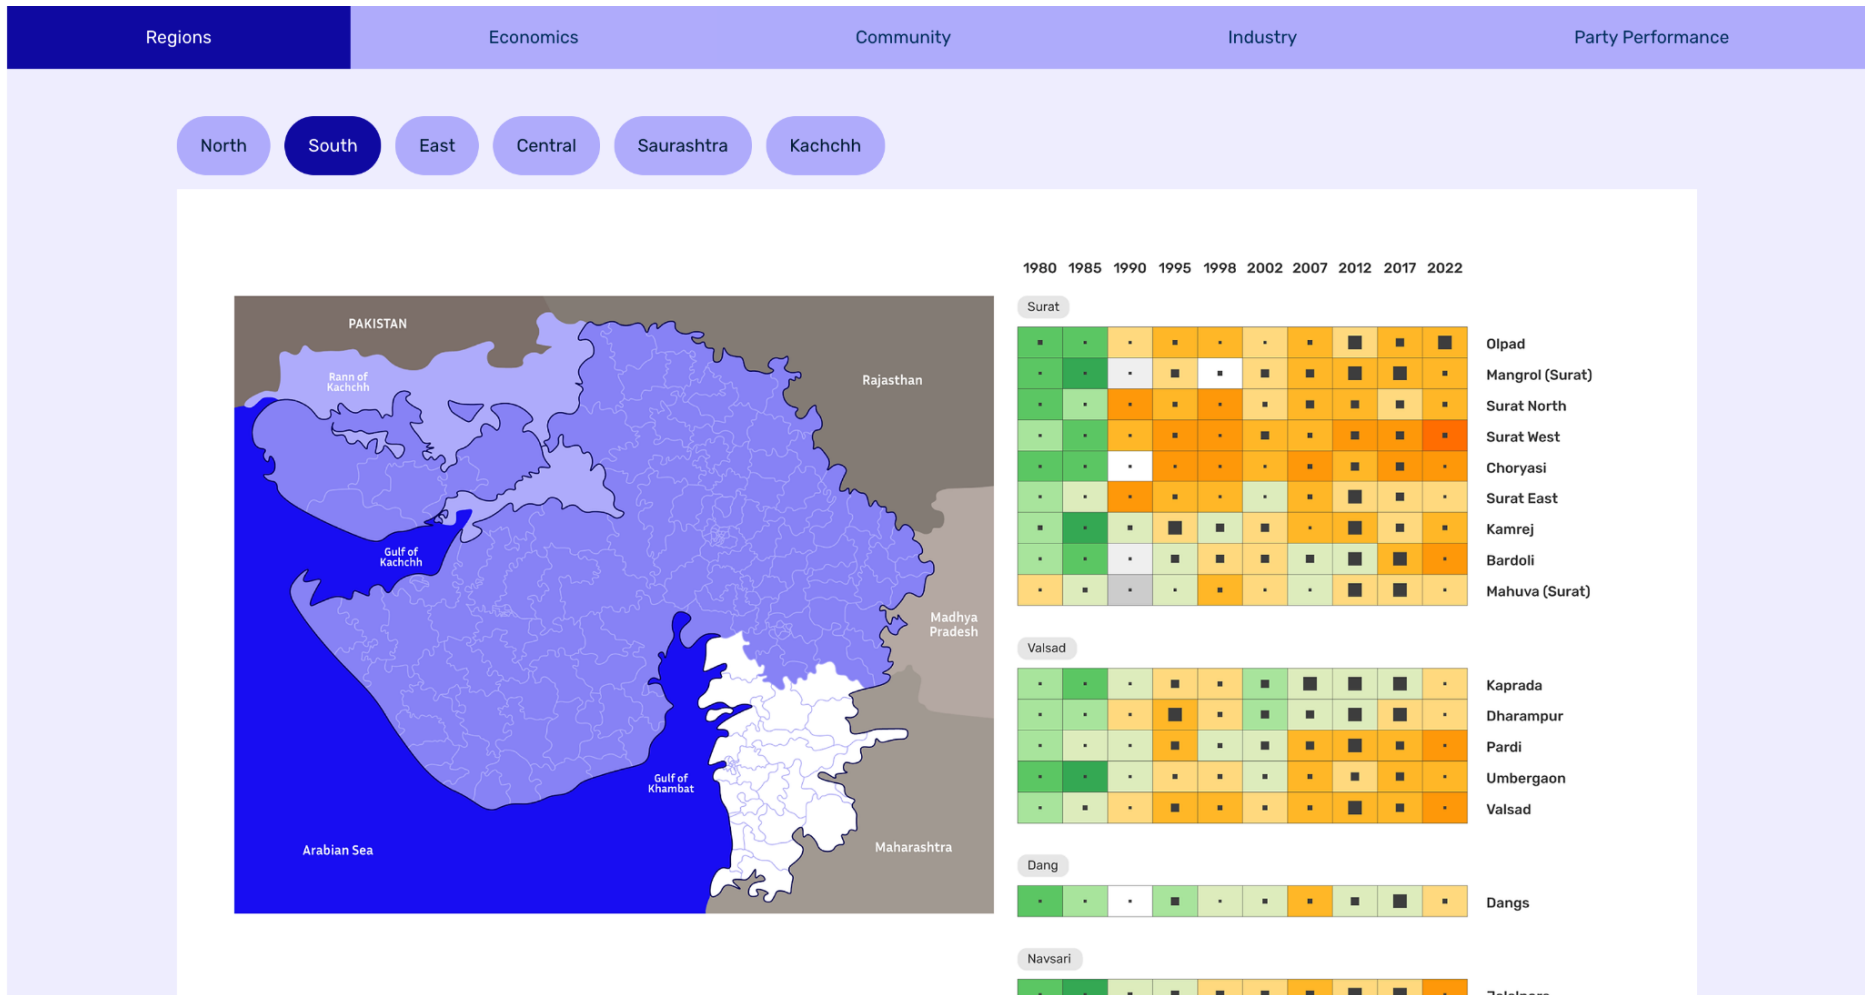 Regions
Economics
Community
Industry
Party Performance
North
South
East
Central
Saurashtra
Kachchh
PAKISTAN
Rann of
Kachchh
Rajasthan
Gulf of
Kachchh
Madhya
Pradesh
Gulf of
Khambat
Arabian Sea
Maharashtra
1980 1985 1990 1995 1998 2002 2007 2012 2017 2022
Surat
Olpad
Mangrol (Surat)
Surat North
Surat West
Choryasi
Surat East
Kamrej
Bardoli
Mahuva (Surat)
Valsad
Kaprada
Dharampur
Pardi
Umbergaon
Valsad
Dang
Dangs
Navsari